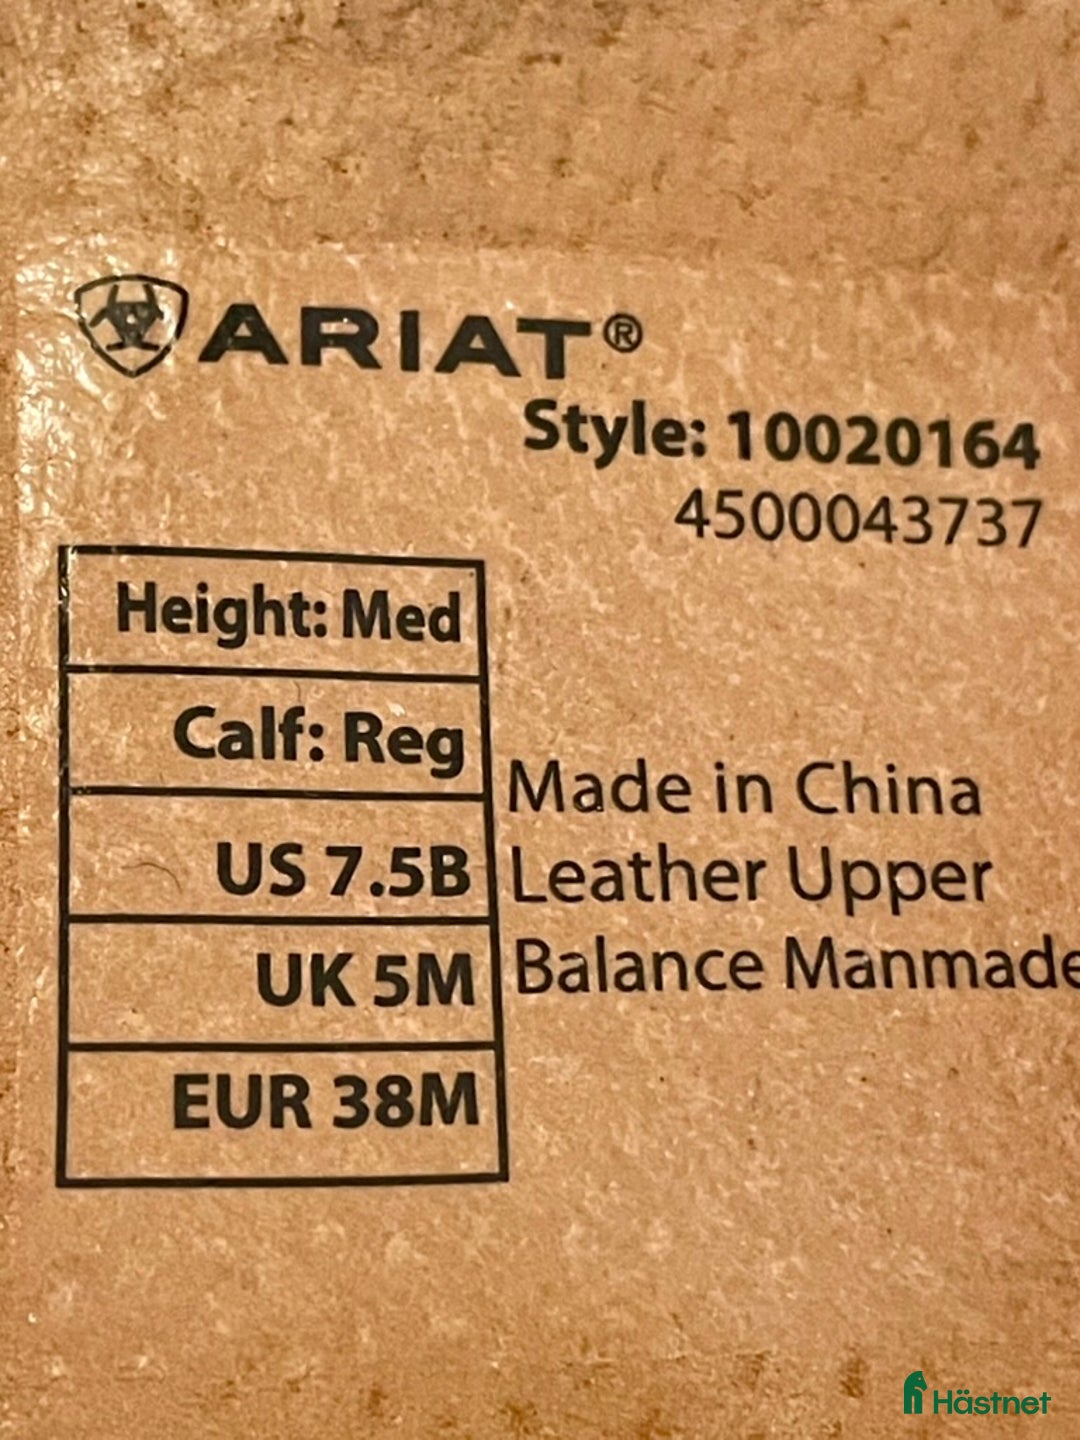 ARIAT®
Style: 10020164
4500043737
Height: Med
Calf: Reg
US 7.5B
UK 5M
EUR 38M
Made in China
Leather Upper
Balance Manmade
Hästnet